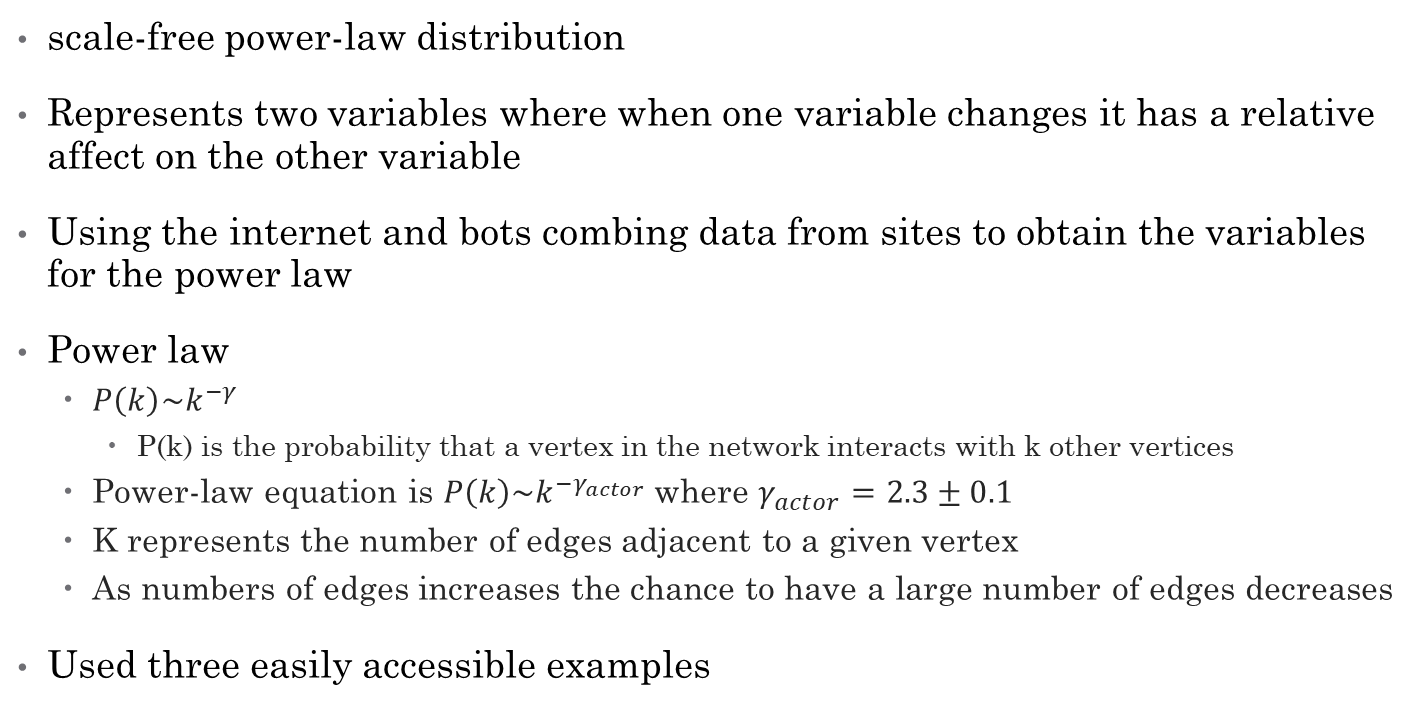 • scale-free power-law distribution
• Represents two variables where when one variable changes it has a relative
affect on the other variable
• Using the internet and bots combing data from sites to obtain the variables
for the power law
• Power law
• P(k)~k^{−γ}
• P(k) is the probability that a vertex in the network interacts with k other vertices
• Power-law equation is P(k)~k^{−γ_{actor}} where γ_{actor} = 2.3 ± 0.1
• K represents the number of edges adjacent to a given vertex
• As numbers of edges increases the chance to have a large number of edges decreases
• Used three easily accessible examples